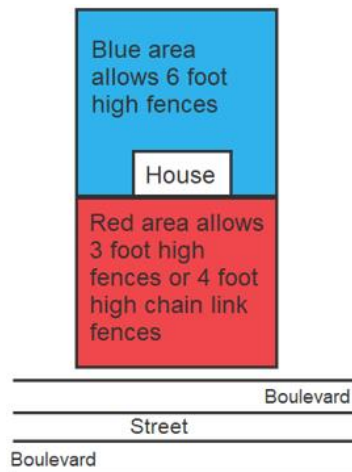 Blue area
allows 6 foot
high fences
House
Red area allows
3 foot high
fences or 4 foot
high chain link
fences
Boulevard
Street
Boulevard